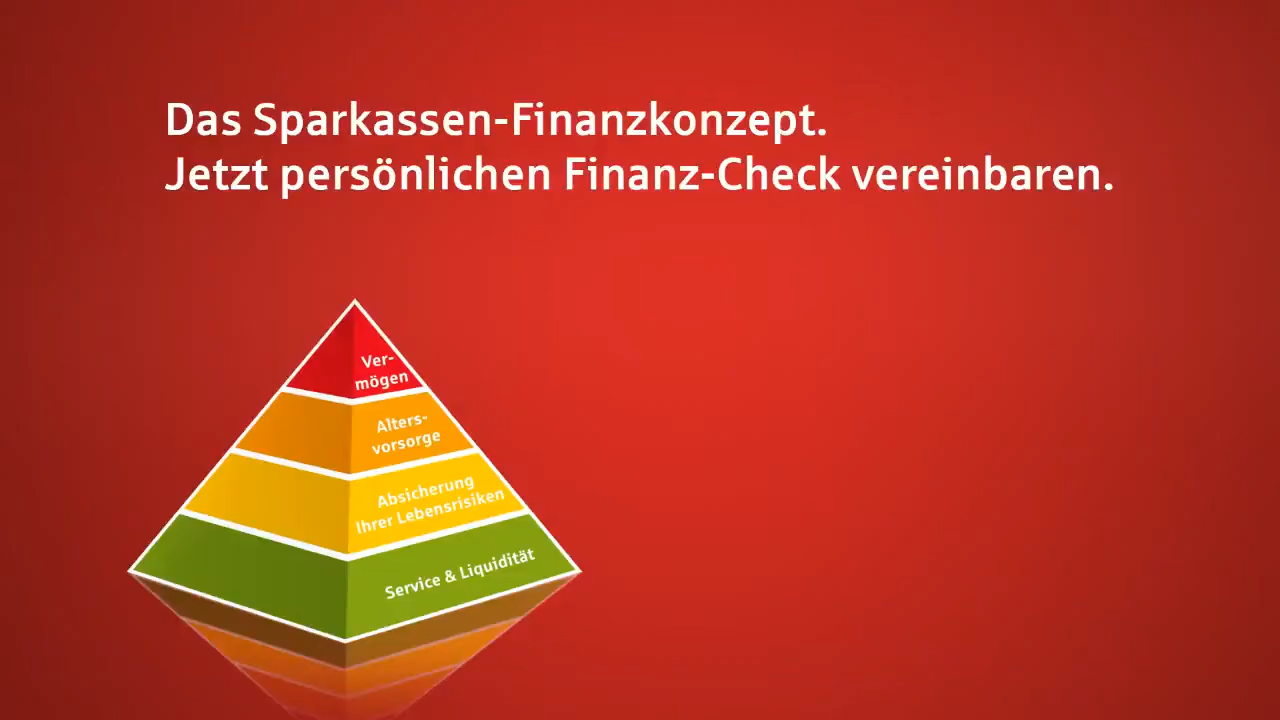 Das Sparkassen-Finanzkonzept.
Jetzt persönlichen Finanz-Check vereinbaren.
Ver-
mögen
Alters-
vorsorge
Absicherung
Ihrer Lebensrisiken
Service & Liquidität